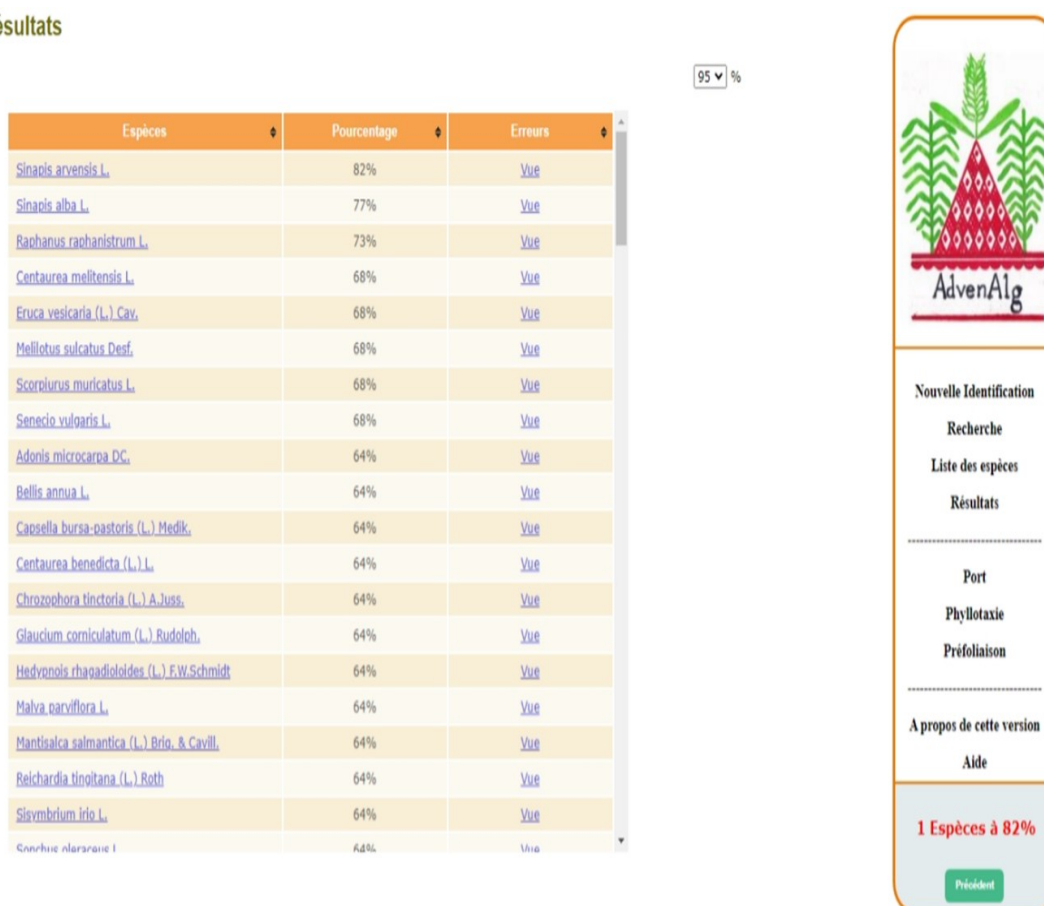 ésultats
95 %
Espèces Pourcentage Erreurs
Sinapis arvensis L. 82% Vue
Sinapis alba L. 77% Vue
Raphanus raphanistrum L. 73% Vue
Centaurea melitensis L. 68% Vue
Eruca vesicaria (L.) Cav. 68% Vue
Melilotus sulcatus Desf. 68% Vue
Scorpiurus muricatus L. 68% Vue
Senecio vulgaris L. 68% Vue
Adonis microcarpa DC. 64% Vue
Bellis annua L. 64% Vue
Capsella bursa-pastoris (L.) Medik. 64% Vue
Centaurea benedicta (L.) L. 64% Vue
Chrozophora tinctoria (L.) A.Juss. 64% Vue
Glaucium corniculatum (L.) Rudolph. 64% Vue
Hedypnois rhagadioloides (L.) F.W.Schmidt 64% Vue
Malva parviflora L. 64% Vue
Mantisalca salmantica (L.) Briq. & Cavill. 64% Vue
Reichardia tingitana (L.) Roth 64% Vue
Sisymbrium irio L. 64% Vue
Sonchus oleraceus L. 64% Vue
AdvenAlg
Nouvelle Identification
Recherche
Liste des espèces
Résultats
Port
Phyllotaxie
Préfoliaison
A propos de cette version
Aide
1 Espèces à 82%
Précédent